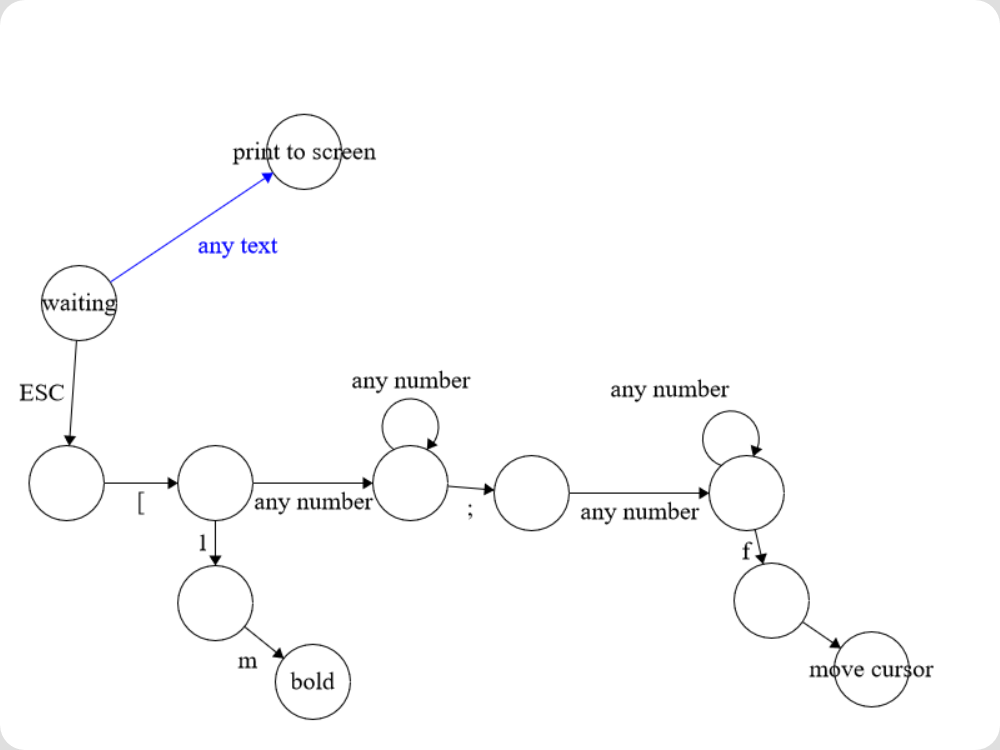 print to screen
any text
waiting
ESC
any number
any number
[
any number
;
any number
1
f
m
bold
move cursor